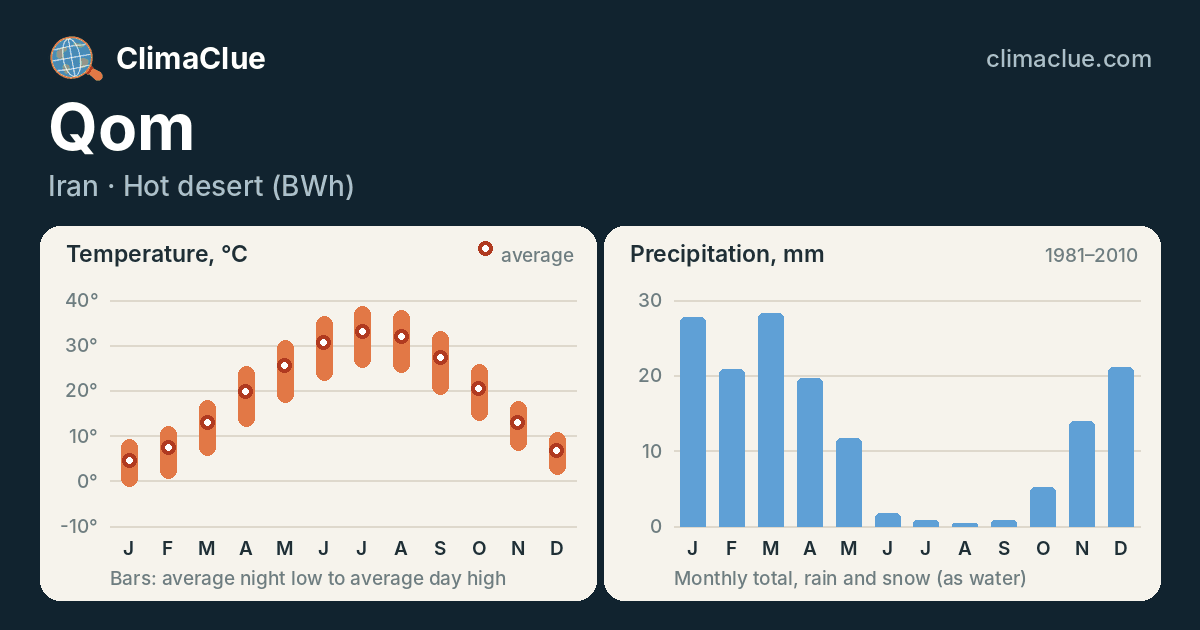 ClimaClue
climaclue.com
Qom
Iran · Hot desert (BWh)
Temperature, °C
average
40°
30°
20°
10°
0°
-10°
J F M A M J J A S O N D
Bars: average night low to average day high
Precipitation, mm
1981–2010
30
20
10
0
J F M A M J J A S O N D
Monthly total, rain and snow (as water)